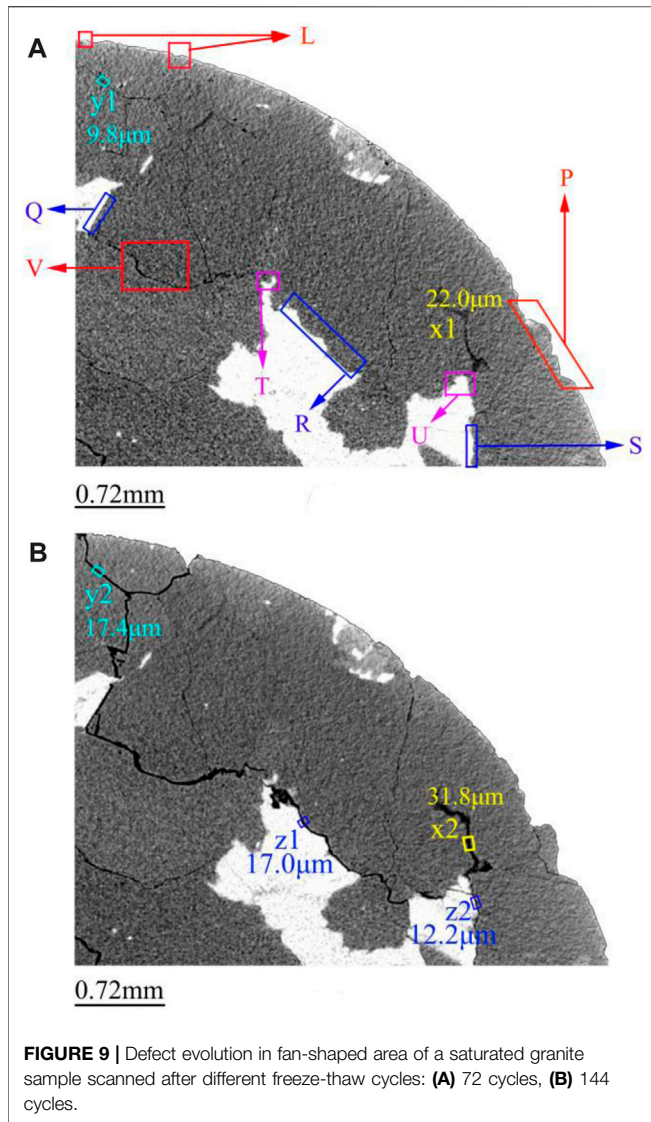 A
L
y1
9.8μm
P
Q
V
22.0μm
x1
T
R
U
S
0.72mm
B
y2
17.4μm
31.8μm
x2
z1
17.0μm
z2
12.2μm
0.72mm
FIGURE 9 | Defect evolution in fan-shaped area of a saturated granite
sample scanned after different freeze-thaw cycles: (A) 72 cycles, (B) 144
cycles.